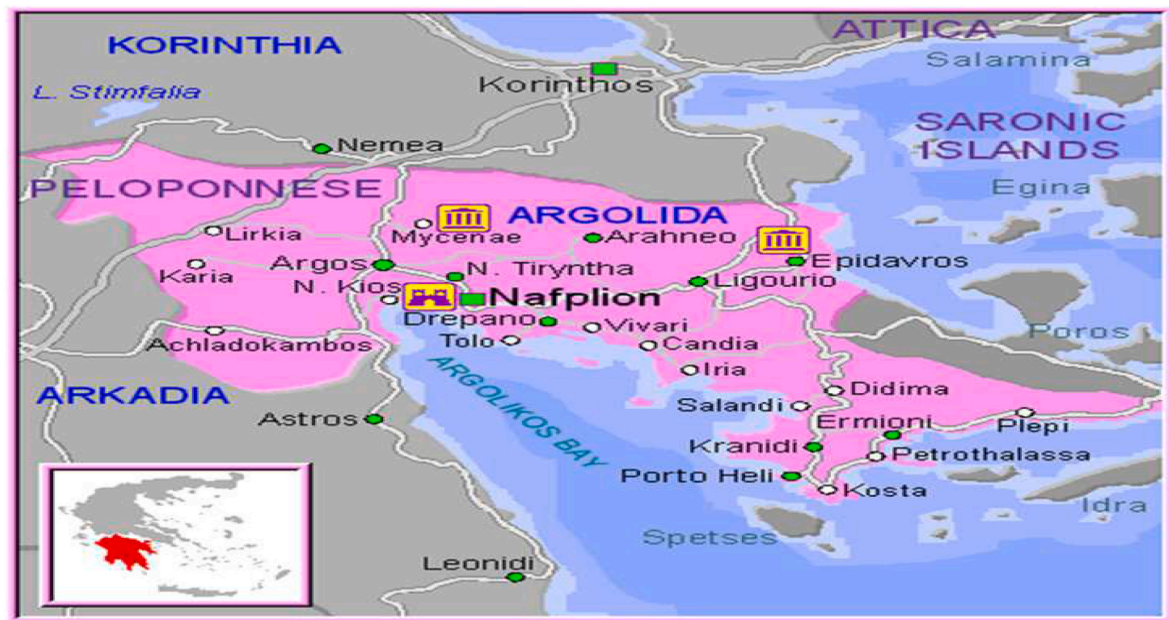 ATTICA
KORINTHIA
Salamina
Korinthos
L. Stimfalia
SARONIC
ISLANDS
Nemea
PELOPONNESE
Egina
ARGOLIDA
Lirkia
Mycenae
Arahneo
Karia
Argos
N. Tiryntha
Epidavros
N. Kios
Nafplion
Ligourio
Drepano
Vivari
Poros
Achladokambos
Tolo
Candia
Iria
ARGOLIKOS BAY
ARKADIA
Didima
Salandi
Astros
Ermioni
Plepi
Kranidi
Petrothalassa
Porto Heli
Kosta
Idra
Spetses
Leonidi